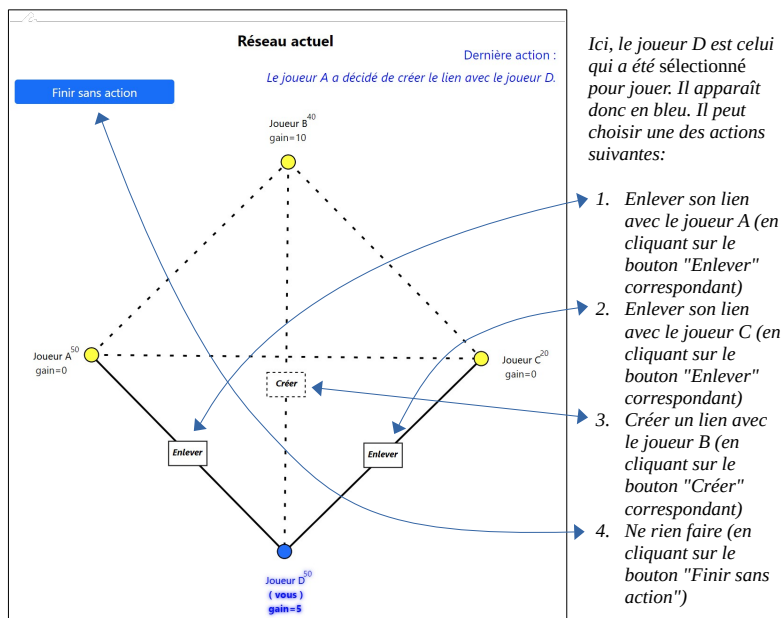 Réseau actuel
Dernière action :
Le joueur A a décidé de créer le lien avec le joueur D.
Finir sans action
Joueur B 40
gain=10
Joueur A 50
gain=0
Joueur C 20
gain=0
Créer
Enlever
Enlever
Joueur D 50
( vous )
gain=5
Ici, le joueur D est celui
qui a été sélectionné
pour jouer. Il apparaît
donc en bleu. Il peut
choisir une des actions
suivantes:
1. Enlever son lien
avec le joueur A (en
cliquant sur le
bouton "Enlever"
correspondant)
2. Enlever son lien
avec le joueur C (en
cliquant sur le
bouton "Enlever"
correspondant)
3. Créer un lien avec
le joueur B (en
cliquant sur le
bouton "Créer"
correspondant)
4. Ne rien faire (en
cliquant sur le
bouton "Finir sans
action")